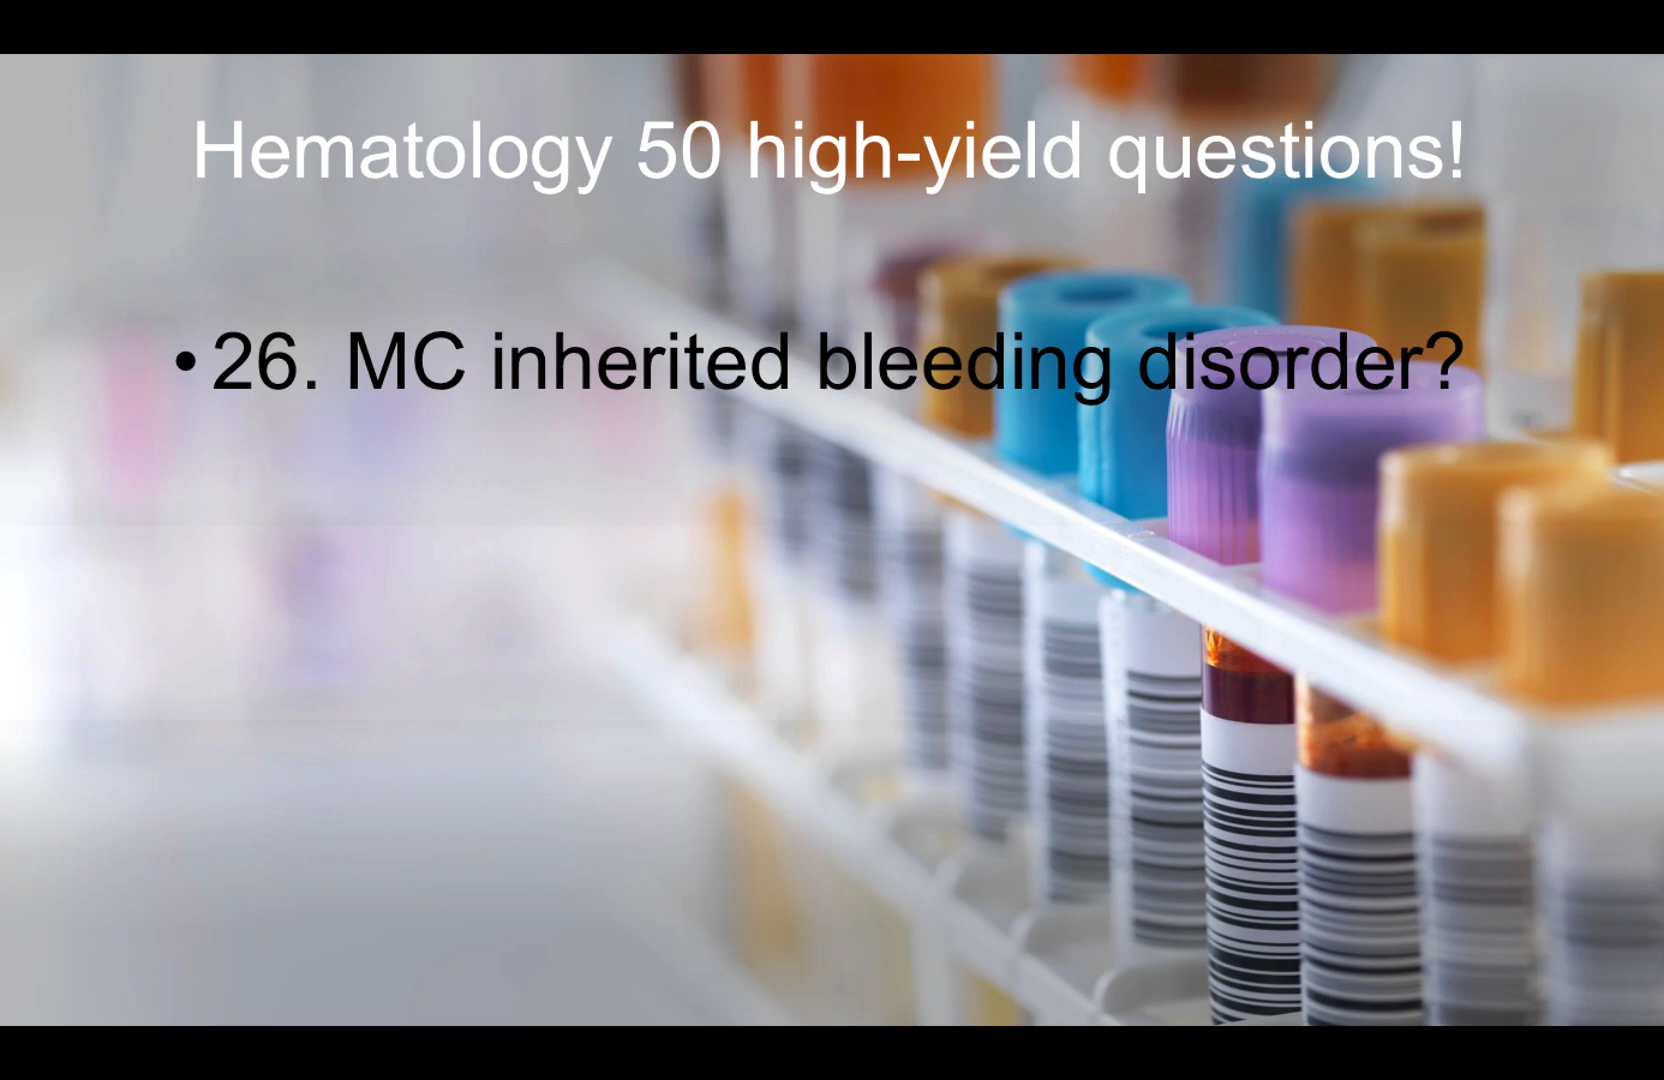 Hematology 50 high-yield questions!
• 26. MC inherited bleeding disorder?